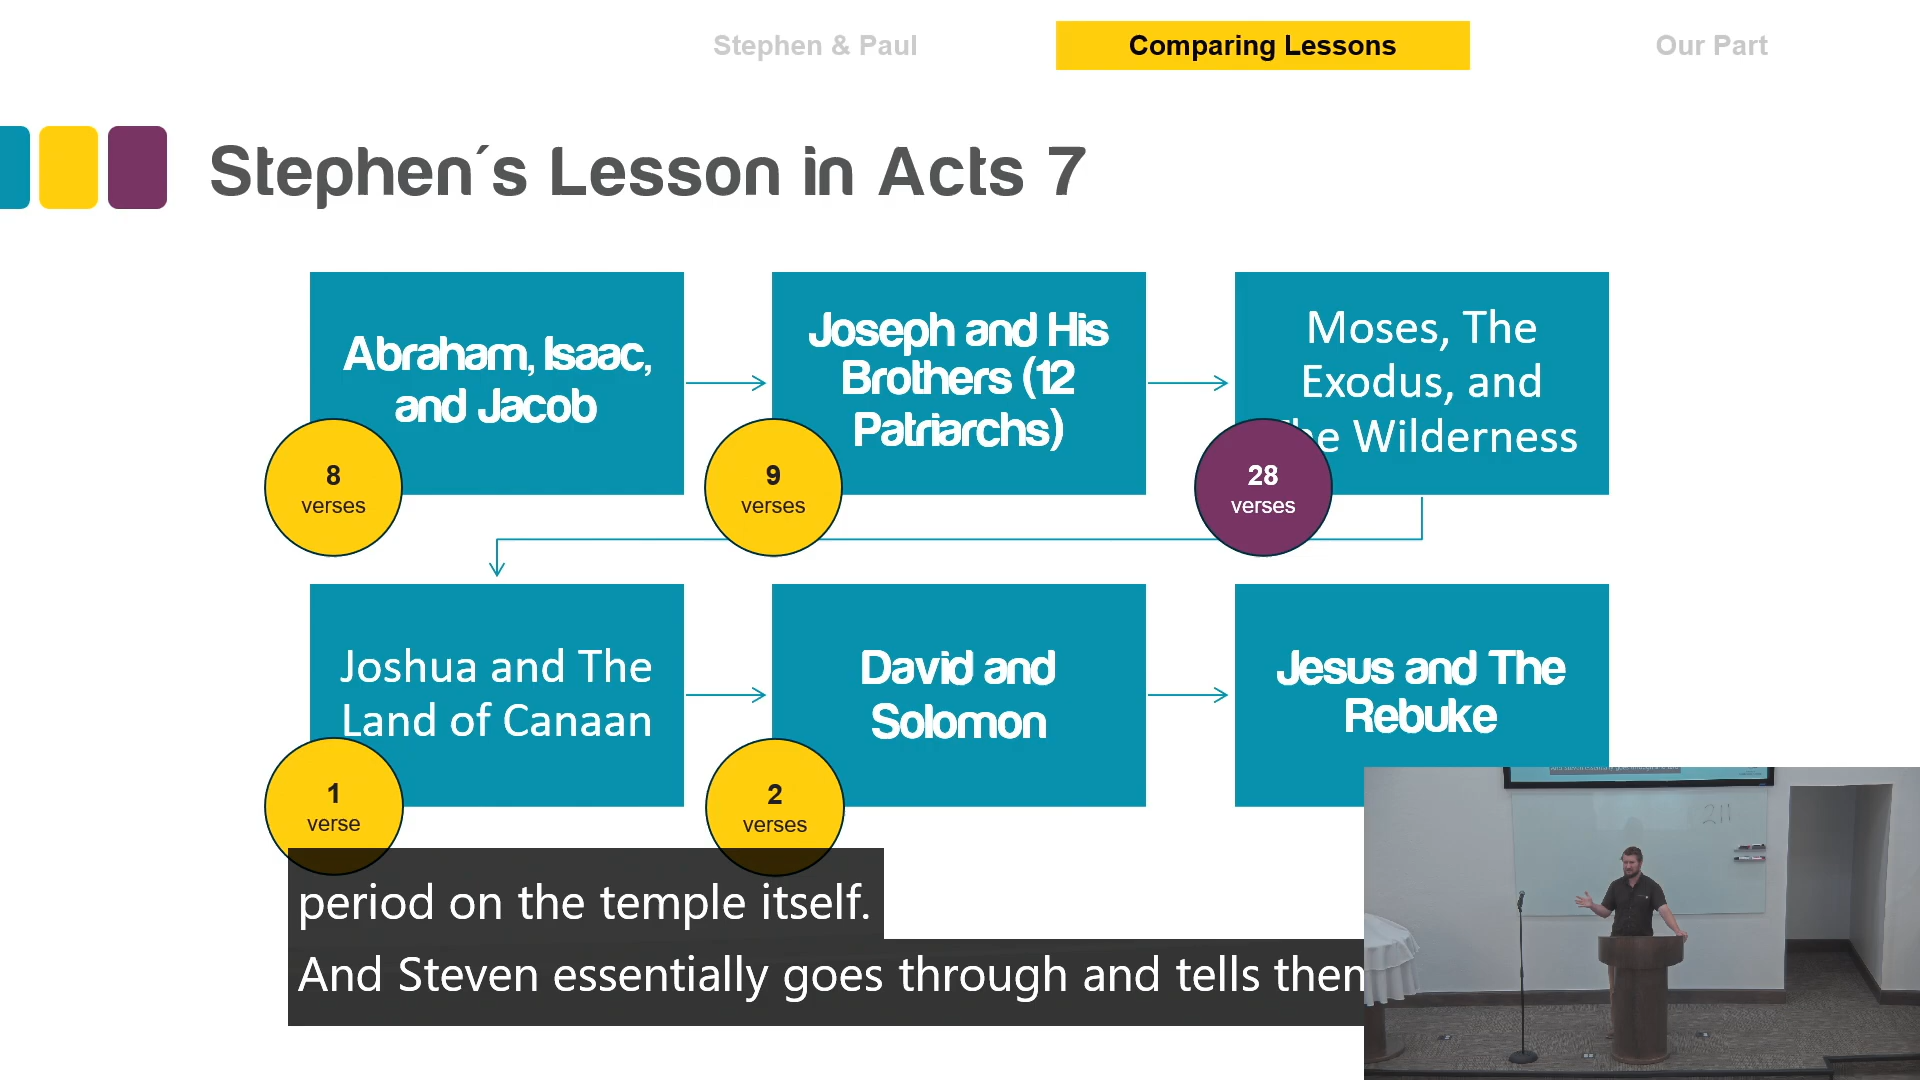 Stephen & Paul
Comparing Lessons
Our Part
Stephen´s Lesson in Acts 7
Abraham, Isaac,
and Jacob
8
verses
Joseph and His
Brothers (12
Patriarchs)
9
verses
Moses, The
Exodus, and
The Wilderness
28
verses
Joshua and The
Land of Canaan
1
verse
David and
Solomon
2
verses
Jesus and The
Rebuke
period on the temple itself.
And Steven essentially goes through and tells them
211